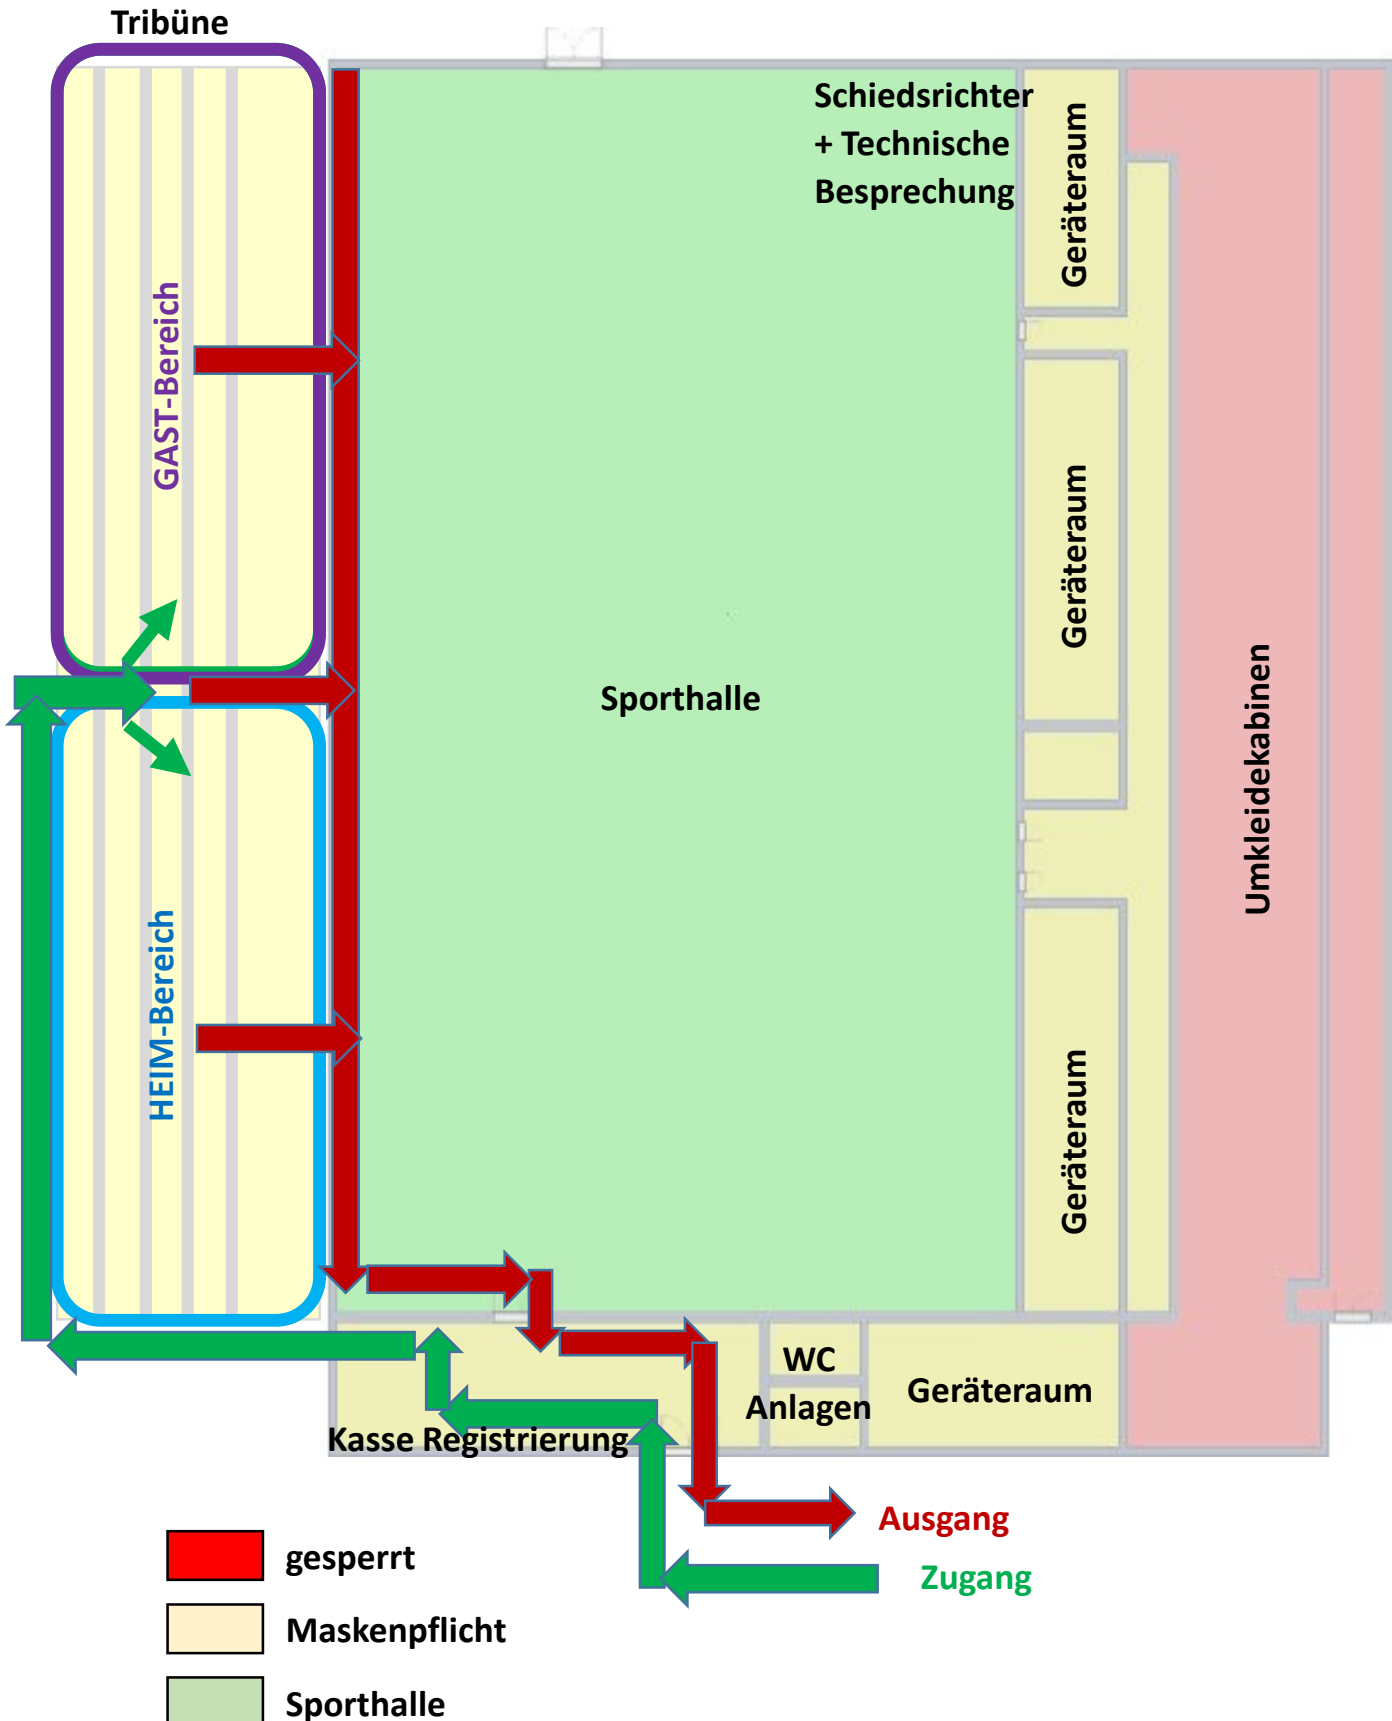 Tribüne
Schiedsrichter
+ Technische
Besprechung
Geräteraum
GAST-Bereich
Geräteraum
Sporthalle
Umkleidekabinen
HEIM-Bereich
Geräteraum
WC
Anlagen
Geräteraum
Kasse Registrierung
Ausgang
Zugang
gesperrt
Maskenpflicht
Sporthalle